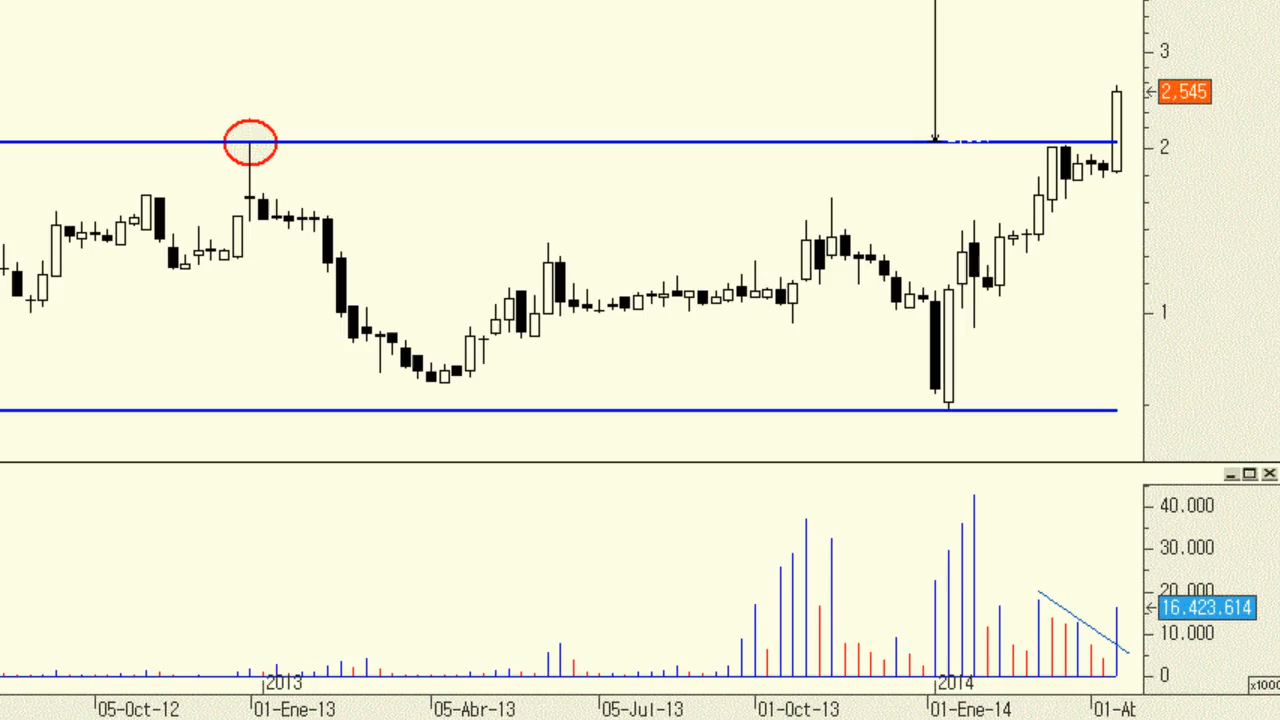 3
2,545
2
1
40.000
30.000
20.000
16.423.614
10.000
0
x1000
2013
2014
05-Oct-12
01-Ene-13
05-Abr-13
05-Jul-13
01-Oct-13
01-Ene-14